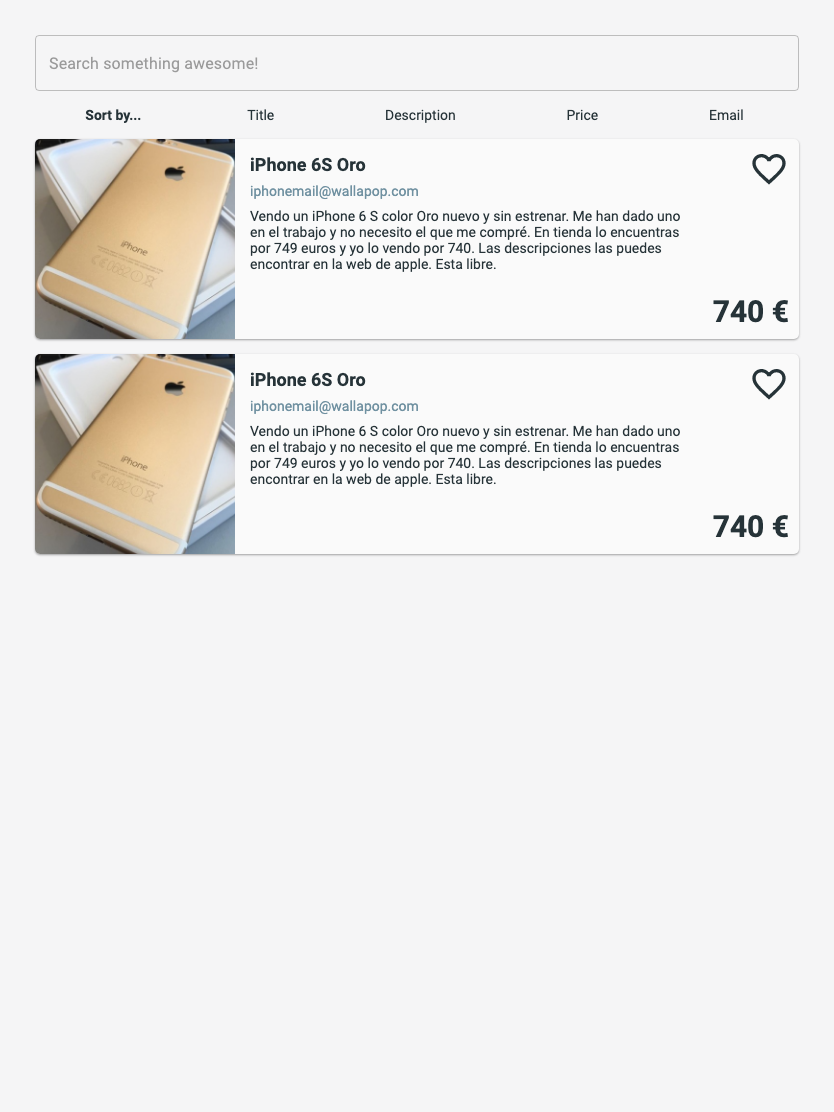 Search something awesome!
Sort by... Title Description Price Email
iPhone 6S Oro
iphonemail@wallapop.com
Vendo un iPhone 6 S color Oro nuevo y sin estrenar. Me han dado uno
en el trabajo y no necesito el que me compré. En tienda lo encuentras
por 749 euros y yo lo vendo por 740. Las descripciones las puedes
encontrar en la web de apple. Esta libre.
740 €
iPhone
iPhone 6S Oro
iphonemail@wallapop.com
Vendo un iPhone 6 S color Oro nuevo y sin estrenar. Me han dado uno
en el trabajo y no necesito el que me compré. En tienda lo encuentras
por 749 euros y yo lo vendo por 740. Las descripciones las puedes
encontrar en la web de apple. Esta libre.
740 €
iPhone